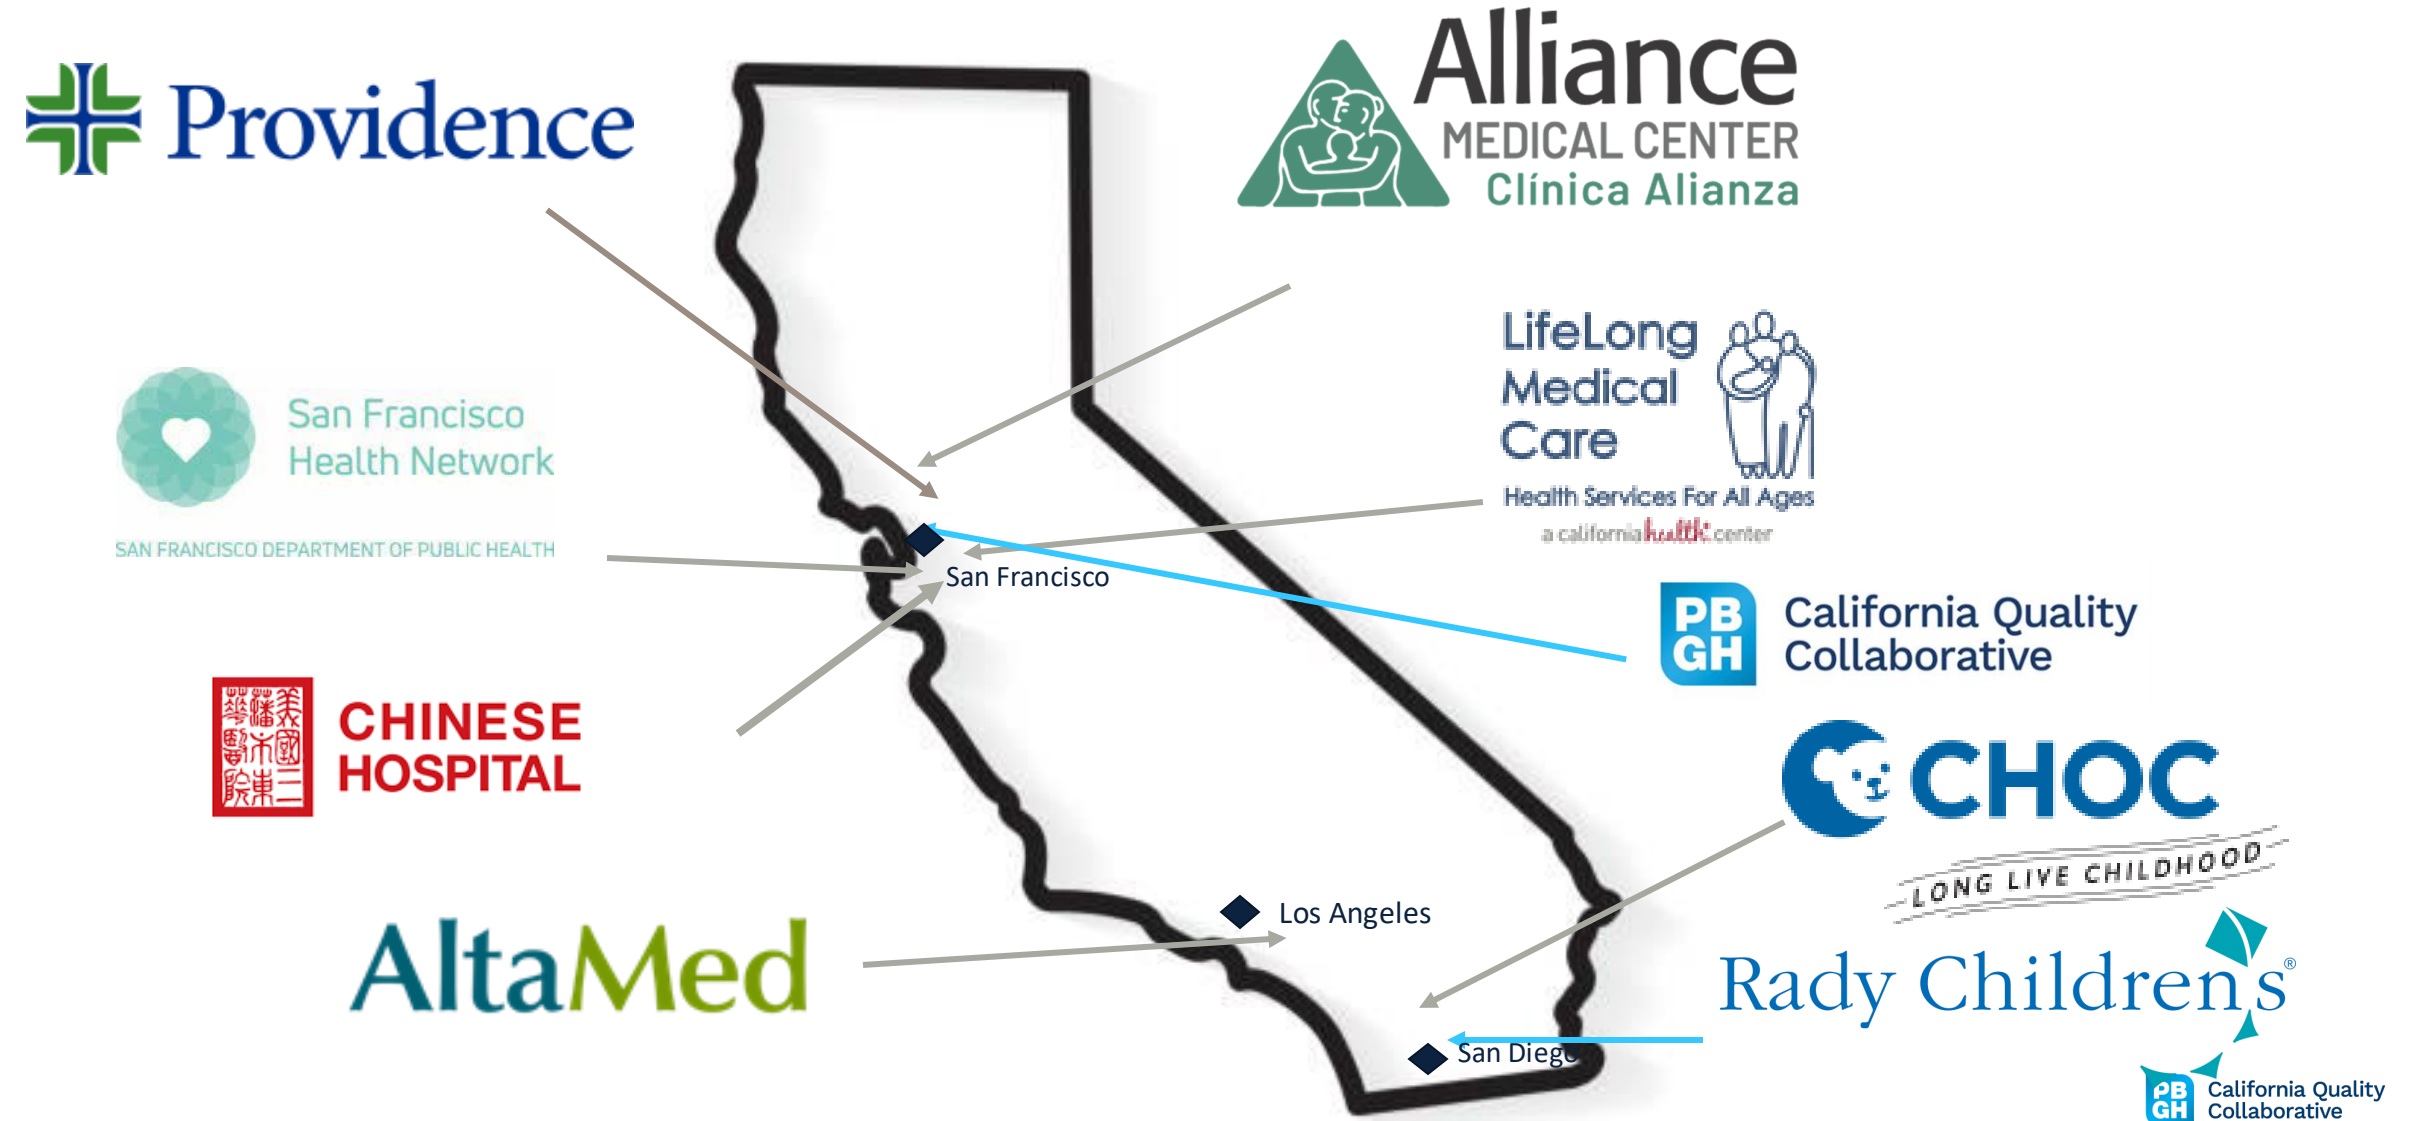 Providence
Alliance
MEDICAL CENTER
Clínica Alianza
San Francisco
Health Network
SAN FRANCISCO DEPARTMENT OF PUBLIC HEALTH
LifeLong
Medical
Care
Health Services For All Ages
a california health center
San Francisco
PB
GH
California Quality
Collaborative
CHINESE
HOSPITAL
CHOC
LONG LIVE CHILDHOOD
AltaMed
Los Angeles
Rady Children's®
San Diego
PB
GH
California Quality
Collaborative